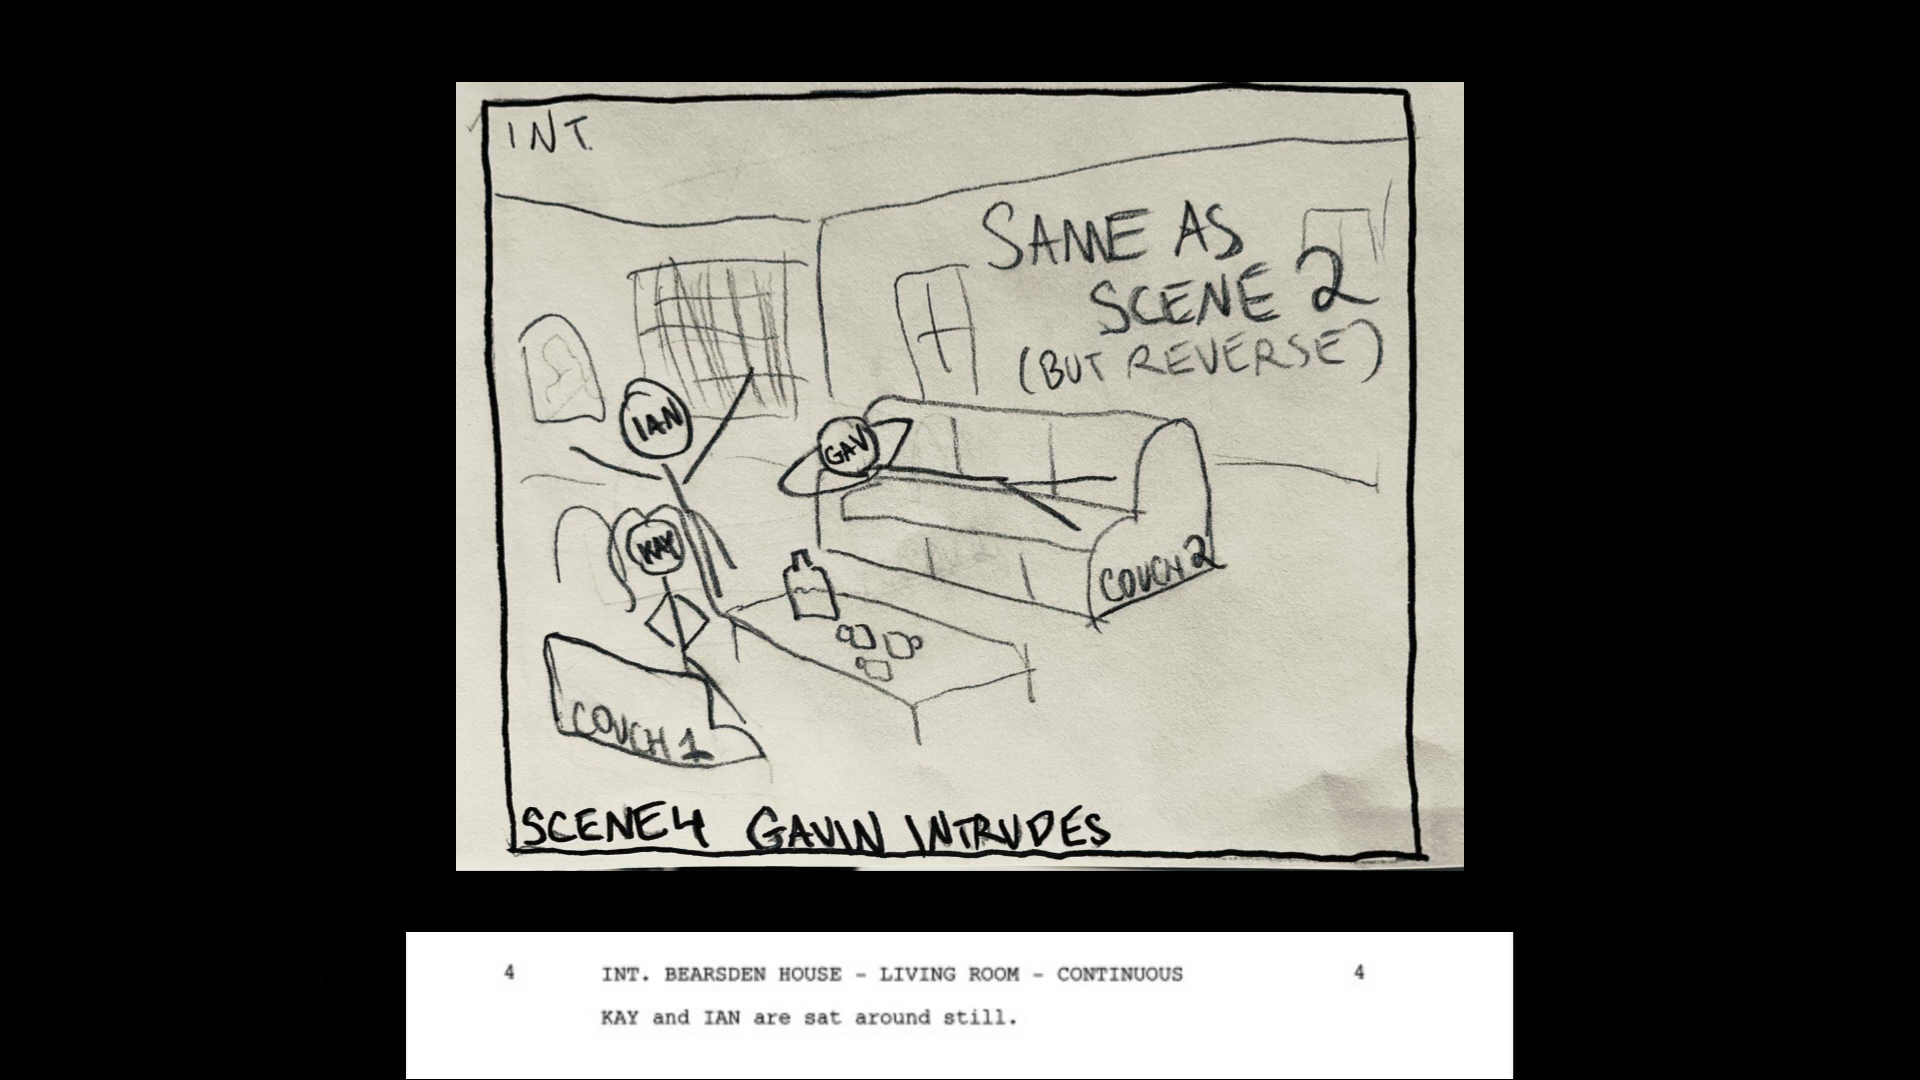 INT.
SAME AS
SCENE 2
(BUT REVERSE)
IAN
GAV
KAY
COUCH 2
COUCH 1
SCENE 4 GAVIN INTRUDES
4 INT. BEARSDEN HOUSE - LIVING ROOM - CONTINUOUS 4
KAY and IAN are sat around still.